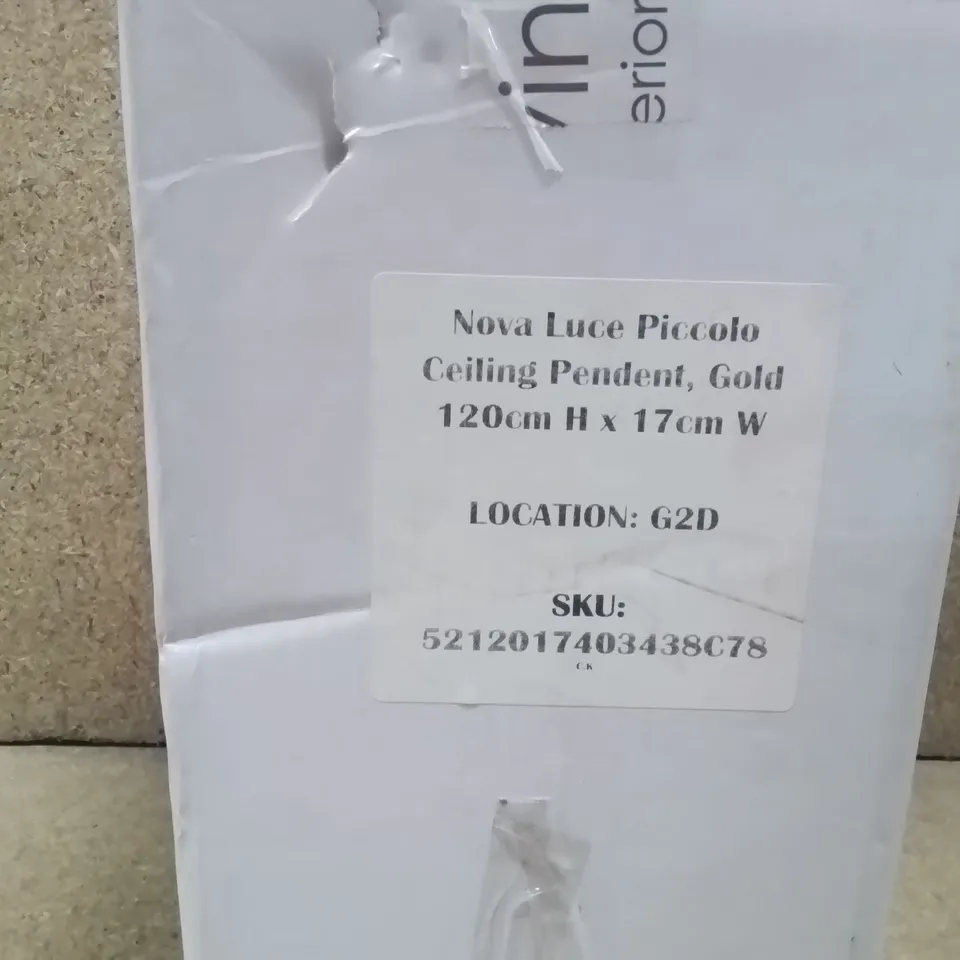 Nova Luce Piccolo
Ceiling Pendent, Gold
120cm H x 17cm W
LOCATION: G2D
SKU:
5212017403438C78
C.K